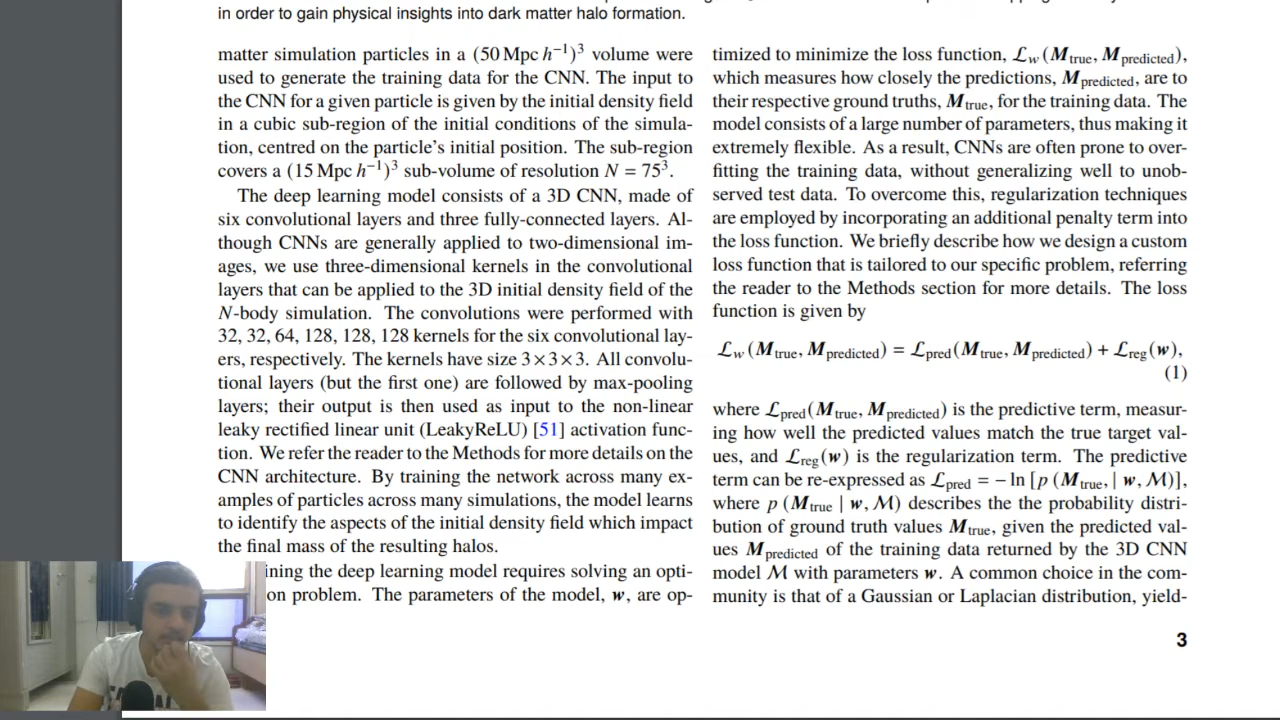 in order to gain physical insights into dark matter halo formation.
matter simulation particles in a (50 Mpc h⁻¹)³ volume were
used to generate the training data for the CNN. The input to
the CNN for a given particle is given by the initial density field
in a cubic sub-region of the initial conditions of the simula-
tion, centred on the particle's initial position. The sub-region
covers a (15 Mpc h⁻¹)³ sub-volume of resolution N = 75³.
The deep learning model consists of a 3D CNN, made of
six convolutional layers and three fully-connected layers. Al-
though CNNs are generally applied to two-dimensional im-
ages, we use three-dimensional kernels in the convolutional
layers that can be applied to the 3D initial density field of the
N-body simulation. The convolutions were performed with
32, 32, 64, 128, 128, 128 kernels for the six convolutional lay-
ers, respectively. The kernels have size 3×3×3. All convolu-
tional layers (but the first one) are followed by max-pooling
layers; their output is then used as input to the non-linear
leaky rectified linear unit (LeakyReLU) [51] activation func-
tion. We refer the reader to the Methods for more details on the
CNN architecture. By training the network across many ex-
amples of particles across many simulations, the model learns
to identify the aspects of the initial density field which impact
the final mass of the resulting halos.
ining the deep learning model requires solving an opti-
on problem. The parameters of the model, w, are op-
timized to minimize the loss function, ℒw(Mtrue, Mpredicted),
which measures how closely the predictions, Mpredicted, are to
their respective ground truths, Mtrue, for the training data. The
model consists of a large number of parameters, thus making it
extremely flexible. As a result, CNNs are often prone to over-
fitting the training data, without generalizing well to unob-
served test data. To overcome this, regularization techniques
are employed by incorporating an additional penalty term into
the loss function. We briefly describe how we design a custom
loss function that is tailored to our specific problem, referring
the reader to the Methods section for more details. The loss
function is given by
ℒw(Mtrue, Mpredicted) = ℒpred(Mtrue, Mpredicted) + ℒreg(w),
(1)
where ℒpred(Mtrue, Mpredicted) is the predictive term, measur-
ing how well the predicted values match the true target val-
ues, and ℒreg(w) is the regularization term. The predictive
term can be re-expressed as ℒpred = − ln [p (Mtrue, | w, ℳ)],
where p (Mtrue | w, ℳ) describes the the probability distri-
bution of ground truth values Mtrue, given the predicted val-
ues Mpredicted of the training data returned by the 3D CNN
model ℳ with parameters w. A common choice in the com-
munity is that of a Gaussian or Laplacian distribution, yield-
3